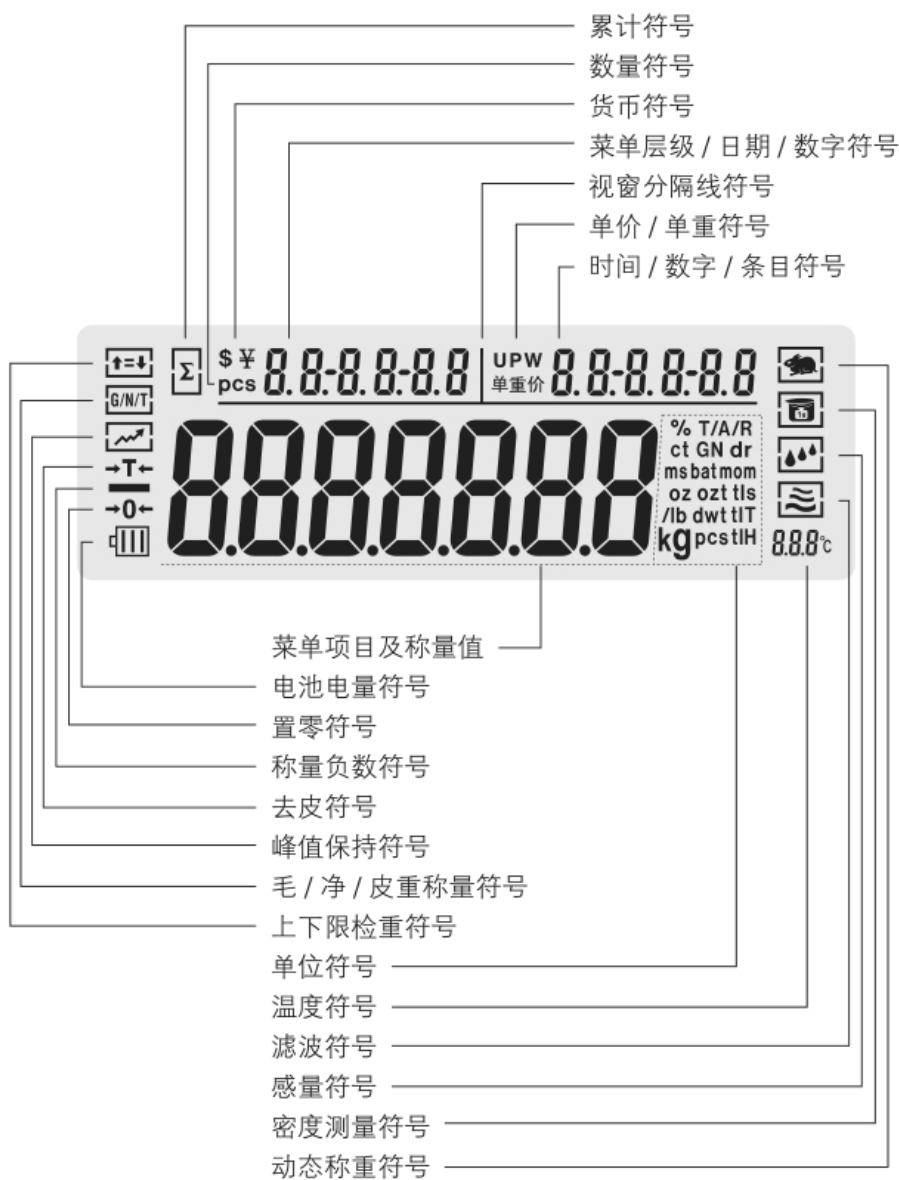 累计符号
数量符号
货币符号
菜单层级 / 日期 / 数字符号
视窗分隔线符号
单价 / 单重符号
时间 / 数字 / 条目符号
Σ
$ ¥
pcs
8.8-8.8-8.8
UPW
单重价
8.8-8.8-8.8
G/N/T
→T←
→0←
8.8.8.8.8.8.8
% T/A/R
ct GN dr
ms bat mom
oz ozt tls
/lb dwt tlT
kg pcs tlH
8.8.8℃
菜单项目及称量值
电池电量符号
置零符号
称量负数符号
去皮符号
峰值保持符号
毛 / 净 / 皮重称量符号
上下限检重符号
单位符号
温度符号
滤波符号
感量符号
密度测量符号
动态称重符号